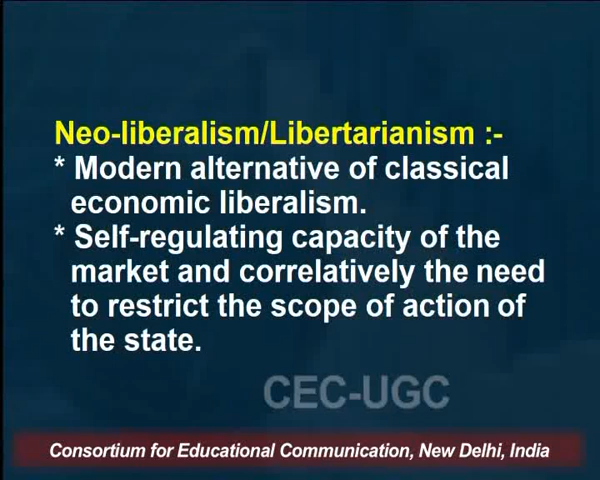 Neo-liberalism/Libertarianism :-
* Modern alternative of classical
economic liberalism.
* Self-regulating capacity of the
market and correlatively the need
to restrict the scope of action of
the state.
CEC-UGC
Consortium for Educational Communication, New Delhi, India